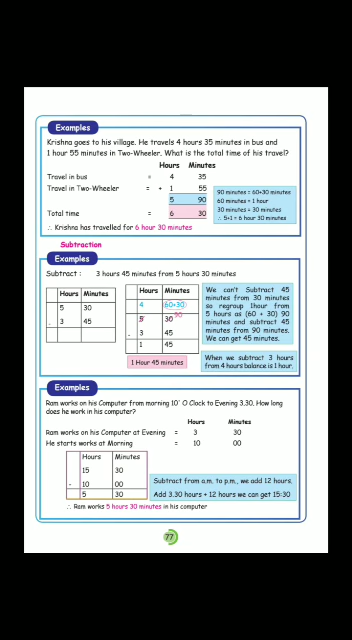 Examples
Krishna goes to his village. He travels 4 hours 35 minutes in bus and
1 hour 55 minutes in Two-Wheeler. What is the total time of his travel?
Hours Minutes
Travel in bus = 4 35
Travel in Two-Wheeler = + 1 55
5 90
Total time = 6 30
90 minutes = 60+30 minutes
60 minutes = 1 hour
30 minutes = 30 minutes
∴ 5+1 = 6 hour 30 minutes
∴ Krishna has travelled for 6 hour 30 minutes
Subtraction
Examples
Subtract : 3 hours 45 minutes from 5 hours 30 minutes
Hours Minutes
5 30
- 3 45
Hours Minutes
4 60+30
5 30 90
- 3 45
1 45
1 Hour 45 minutes
We can't Subtract 45
minutes from 30 minutes
so regroup 1hour from
5 hours as (60 + 30) 90
minutes and subtract 45
minutes from 90 minutes.
We can get 45 minutes.
When we subtract 3 hours
from 4 hours balance is 1 hour.
Examples
Ram works on his Computer from morning 10' O Clock to Evening 3.30. How long
does he work in his computer?
Hours Minutes
Ram works on his Computer at Evening = 3 30
He starts works at Morning = 10 00
Hours Minutes
15 30
- 10 00
5 30
Subtract from a.m. to p.m., we add 12 hours.
Add 3.30 hours + 12 hours we can get 15:30
∴ Ram works 5 hours 30 minutes in his computer
77